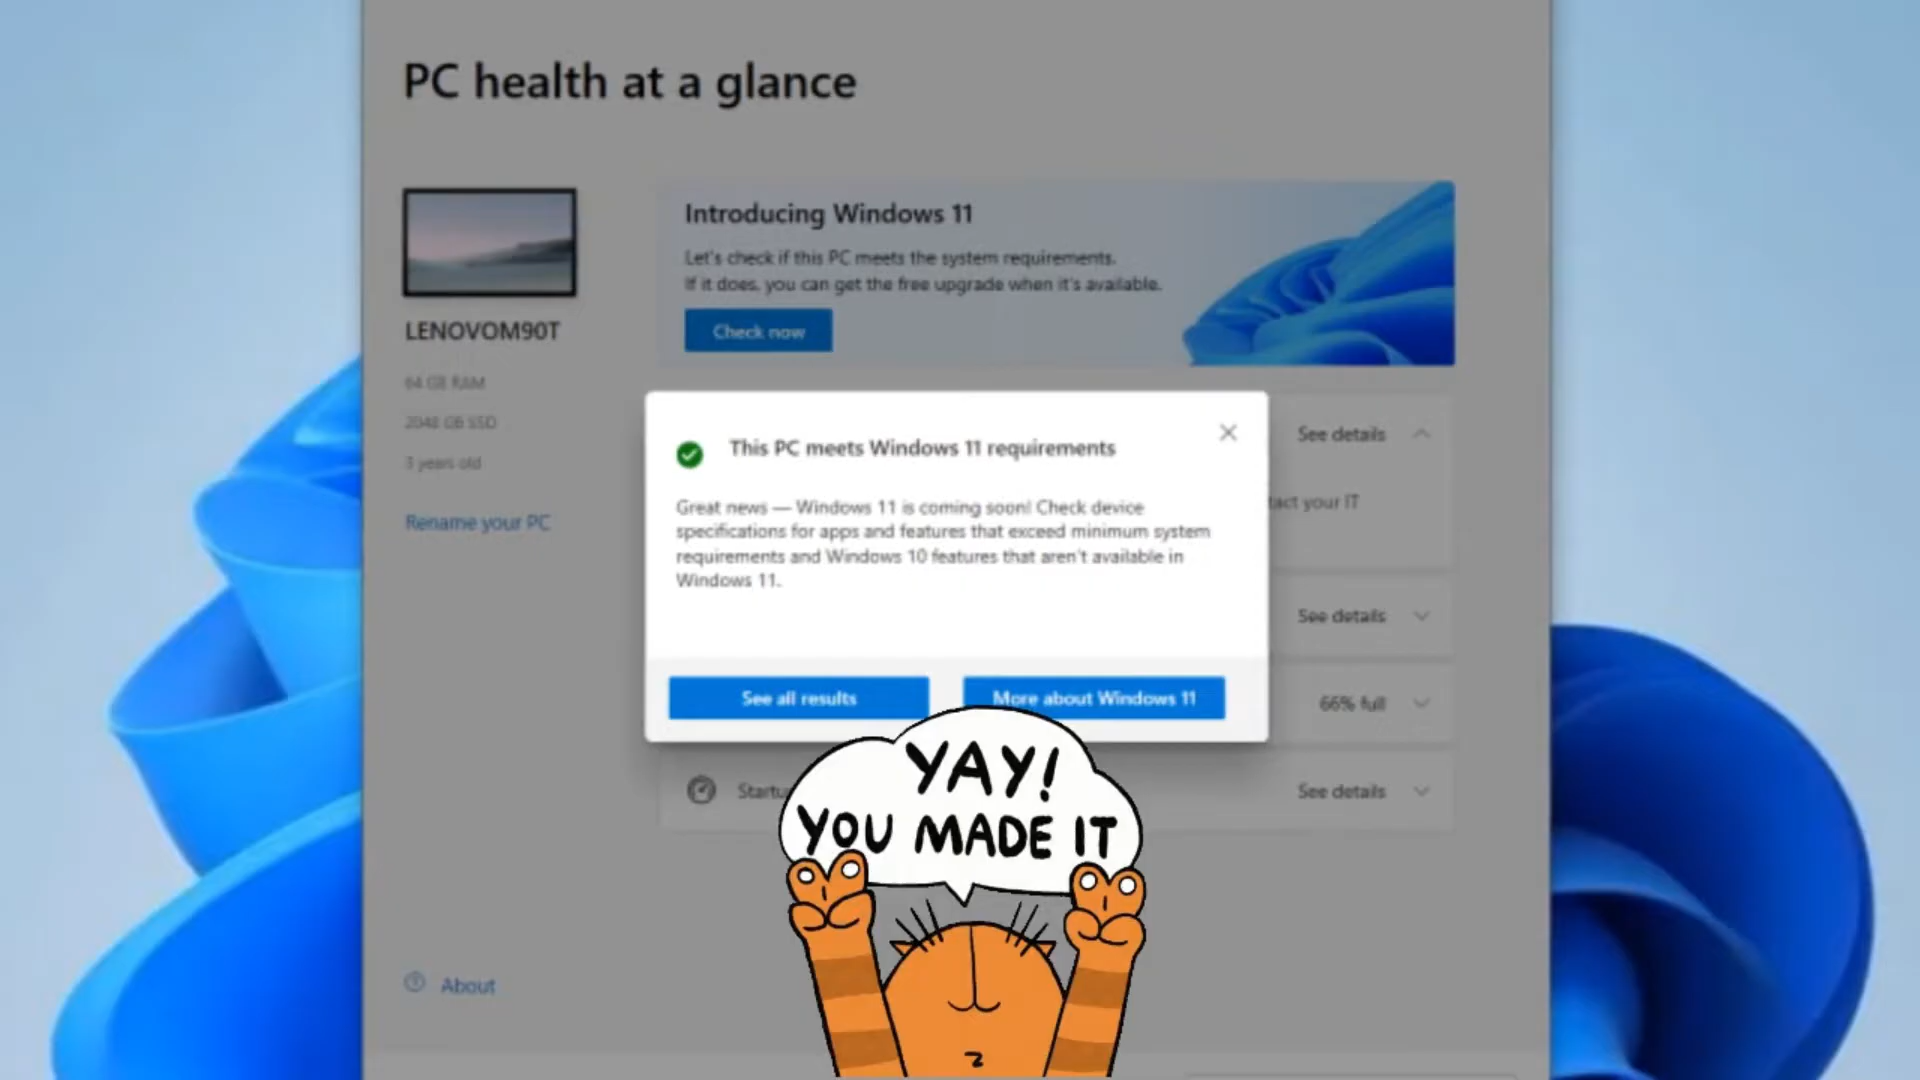 PC health at a glance
Introducing Windows 11
Let's check if this PC meets the system requirements.
If it does, you can get the free upgrade when it's available.
Check now
LENOVOM90T
64 GB RAM
2048 GB SSD
3 years old
Rename your PC
This PC meets Windows 11 requirements
Great news — Windows 11 is coming soon! Check device
specifications for apps and features that exceed minimum system
requirements and Windows 10 features that aren't available in
Windows 11.
See all results
More about Windows 11
See details
tact your IT
See details
66% full
Startu
See details
YAY!
YOU MADE IT
About